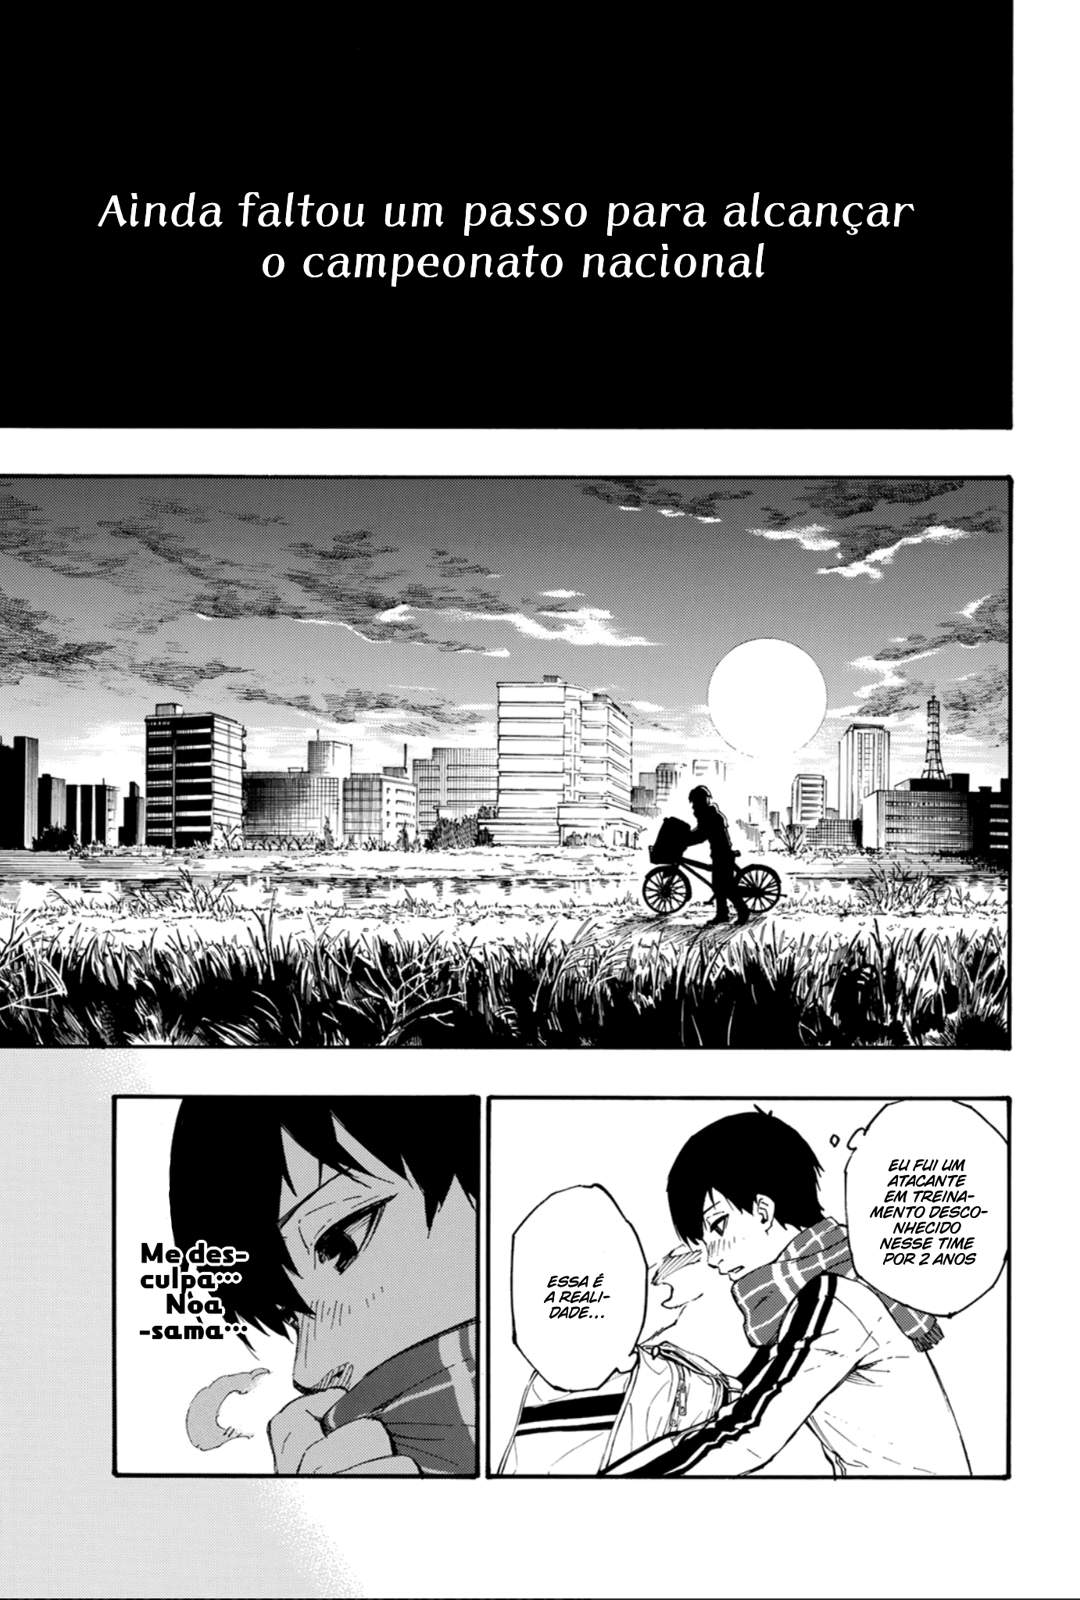 Ainda faltou um passo para alcançar
o campeonato nacional
EU FUI UM
ATACANTE
EM TREINA-
MENTO DESCO-
NHECIDO
NESSE TIME
POR 2 ANOS
ESSA É
A REALI-
DADE...
Me des-
culpa...
Noa
-sama...